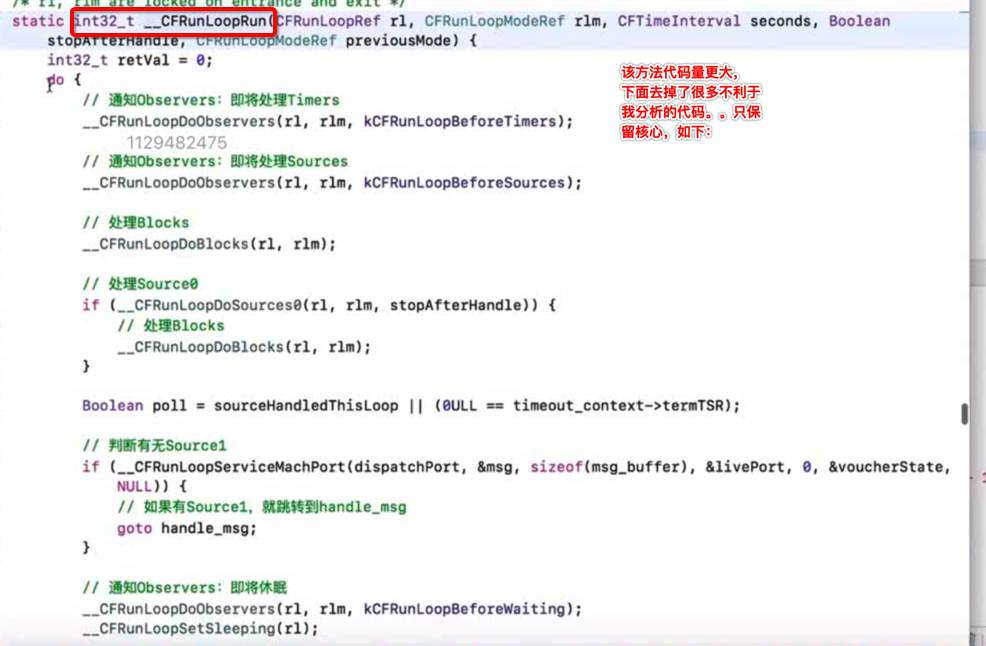 /* rl, rlm are locked on entrance and exit */
static int32_t __CFRunLoopRun(CFRunLoopRef rl, CFRunLoopModeRef rlm, CFTimeInterval seconds, Boolean
stopAfterHandle, CFRunLoopModeRef previousMode) {
int32_t retVal = 0;
do {
// 通知Observers：即将处理Timers
__CFRunLoopDoObservers(rl, rlm, kCFRunLoopBeforeTimers);
1129482475
// 通知Observers：即将处理Sources
__CFRunLoopDoObservers(rl, rlm, kCFRunLoopBeforeSources);
// 处理Blocks
__CFRunLoopDoBlocks(rl, rlm);
// 处理Source0
if (__CFRunLoopDoSources0(rl, rlm, stopAfterHandle)) {
// 处理Blocks
__CFRunLoopDoBlocks(rl, rlm);
}
Boolean poll = sourceHandledThisLoop || (0ULL == timeout_context->termTSR);
// 判断有无Source1
if (__CFRunLoopServiceMachPort(dispatchPort, &msg, sizeof(msg_buffer), &livePort, 0, &voucherState,
NULL)) {
// 如果有Source1，就跳转到handle_msg
goto handle_msg;
}
// 通知Observers：即将休眠
__CFRunLoopDoObservers(rl, rlm, kCFRunLoopBeforeWaiting);
__CFRunLoopSetSleeping(rl);
该方法代码量更大，
下面去掉了很多不利于
我分析的代码。。只保
留核心，如下：